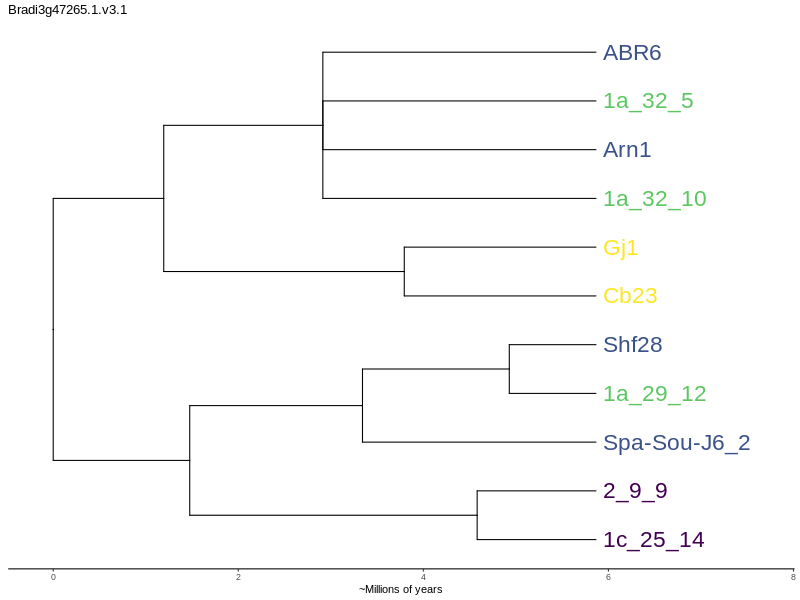 Bradi3g47265.1.v3.1
ABR6
1a_32_5
Arn1
1a_32_10
Gj1
Cb23
Shf28
1a_29_12
Spa-Sou-J6_2
2_9_9
1c_25_14
0 2 4 6 8
~Millions of years